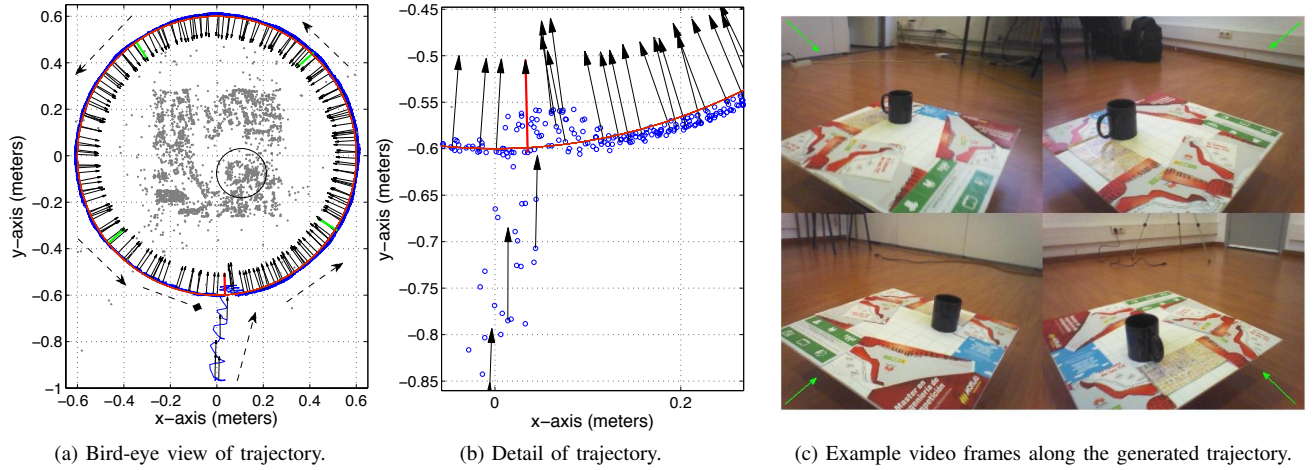 0.6
0.4
0.2
0
−0.2
−0.4
−0.6
−0.8
−1
y−axis (meters)
−0.6 −0.4 −0.2 0 0.2 0.4 0.6
x−axis (meters)
(a) Bird-eye view of trajectory.
−0.45
−0.5
−0.55
−0.6
−0.65
−0.7
−0.75
−0.8
−0.85
y−axis (meters)
0 0.2
x−axis (meters)
(b) Detail of trajectory.
Master en
(c) Example video frames along the generated trajectory.